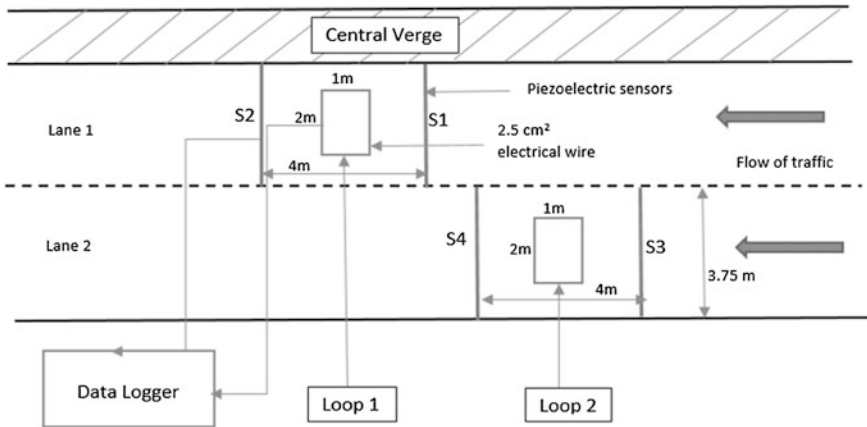 Central Verge
1m
Piezoelectric sensors
S2
S1
2m
Lane 1
2.5 cm²
electrical wire
4m
Flow of traffic
1m
S4
S3
Lane 2
2m
3.75 m
4m
Data Logger
Loop 1
Loop 2